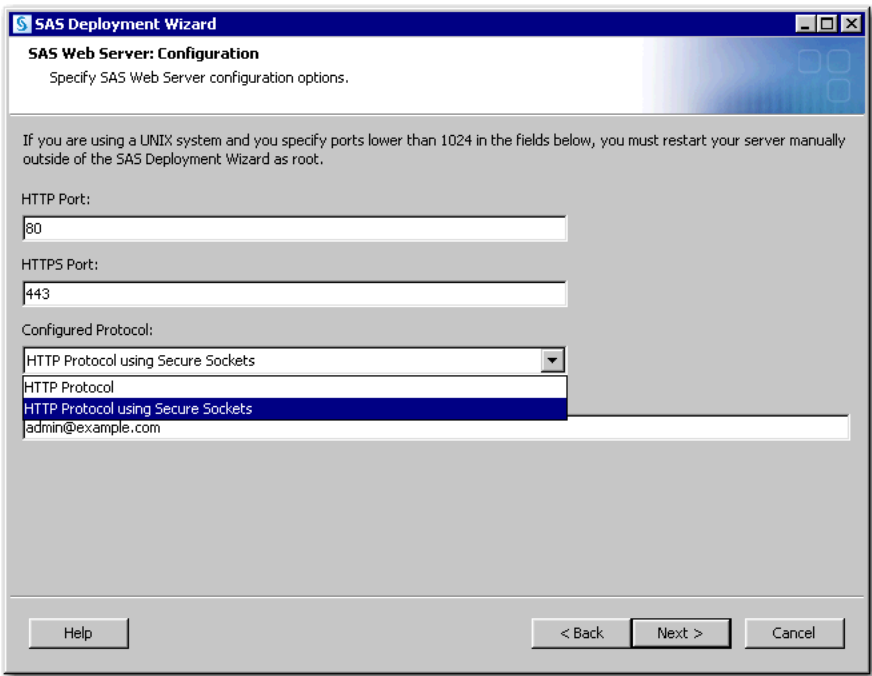 SAS Deployment Wizard
SAS Web Server: Configuration
Specify SAS Web Server configuration options.
If you are using a UNIX system and you specify ports lower than 1024 in the fields below, you must restart your server manually
outside of the SAS Deployment Wizard as root.
HTTP Port:
80
HTTPS Port:
443
Configured Protocol:
HTTP Protocol using Secure Sockets
HTTP Protocol
HTTP Protocol using Secure Sockets
admin@example.com
Help
< Back
Next >
Cancel